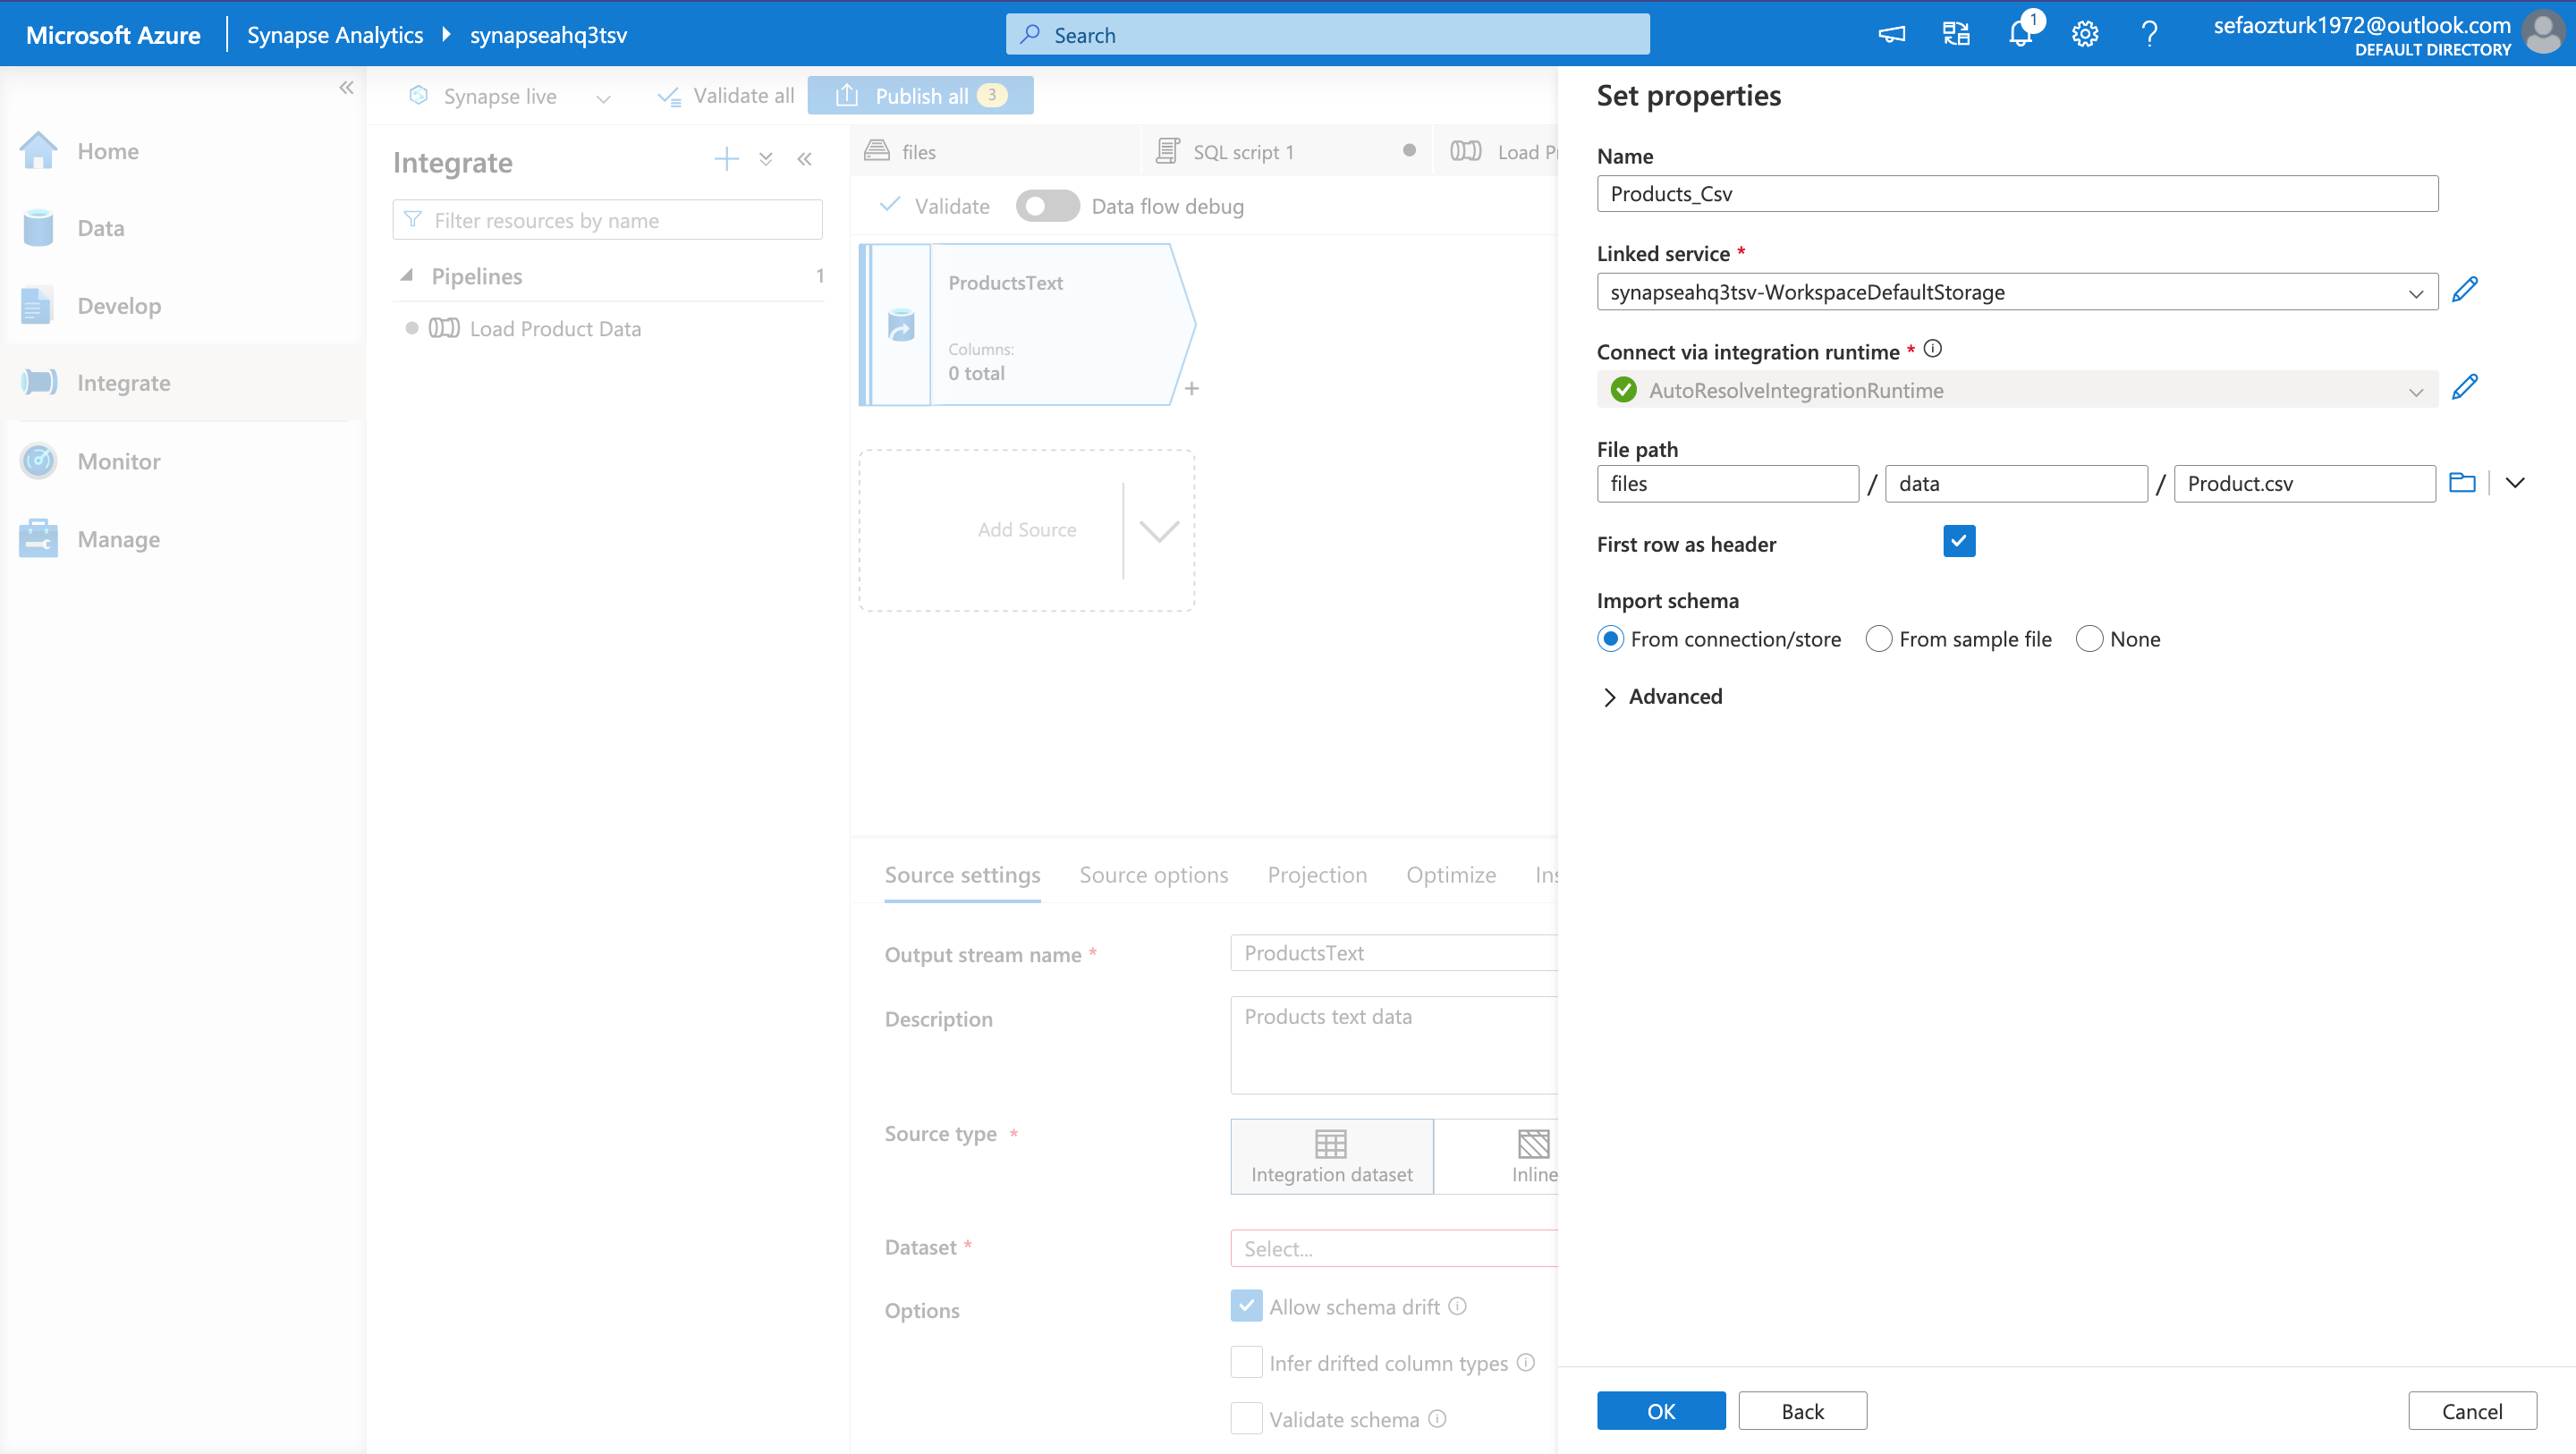 Microsoft Azure
Synapse Analytics
synapseahq3tsv
Search
1
sefaozturk1972@outlook.com
DEFAULT DIRECTORY
Home
Data
Develop
Integrate
Monitor
Manage
Synapse live
Validate all
Publish all 3
Integrate
Filter resources by name
Pipelines 1
Load Product Data
files
SQL script 1
Load Pr
Validate
Data flow debug
ProductsText
Columns:
0 total
Add Source
Source settings
Source options
Projection
Optimize
Ins
Output stream name *
ProductsText
Description
Products text data
Source type *
Integration dataset
Inline
Dataset *
Select...
Options
Allow schema drift
Infer drifted column types
Validate schema
Set properties
Name
Products_Csv
Linked service *
synapseahq3tsv-WorkspaceDefaultStorage
Connect via integration runtime *
AutoResolveIntegrationRuntime
File path
files / data / Product.csv
First row as header
Import schema
From connection/store From sample file None
Advanced
OK
Back
Cancel